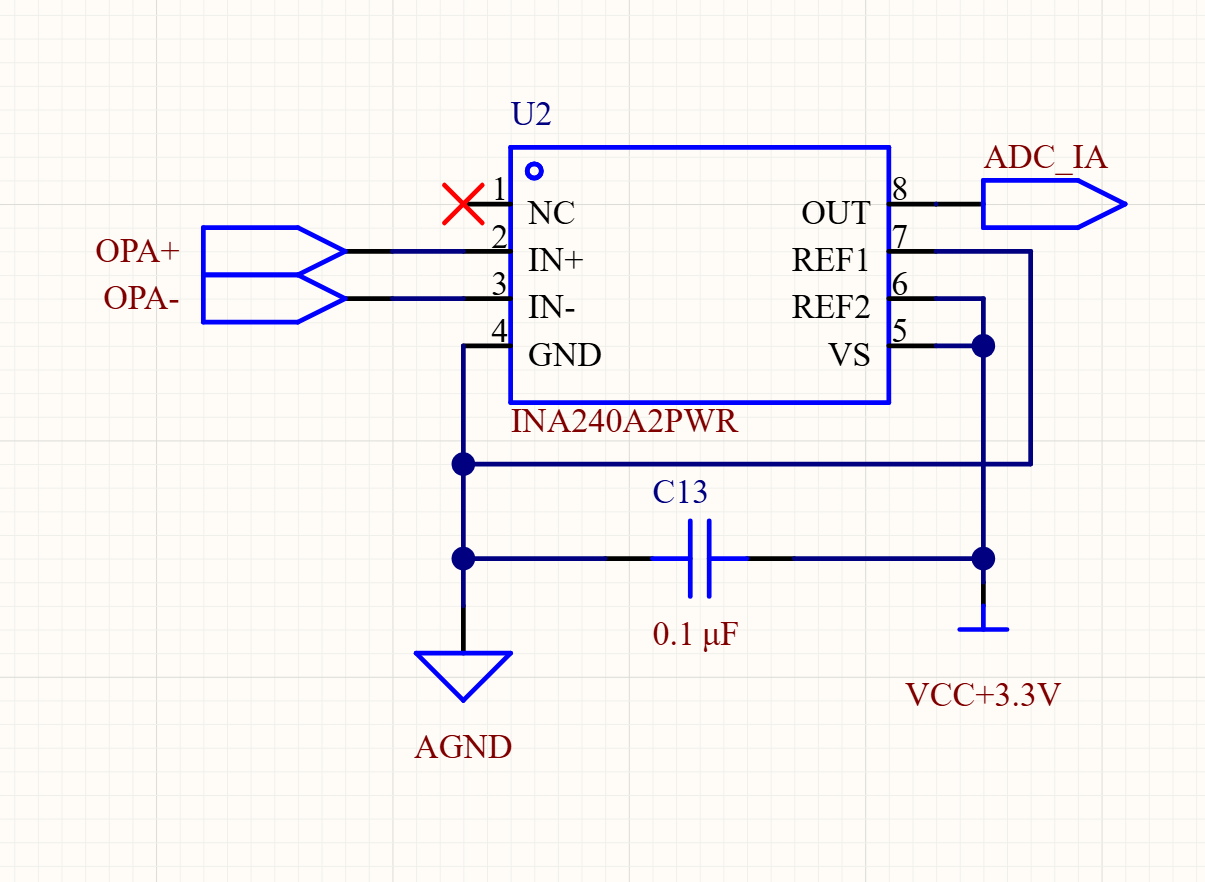 U2
ADC_IA
1
NC
OUT
8
OPA+
2
IN+
REF1
7
OPA-
3
IN-
REF2
6
4
GND
VS
5
INA240A2PWR
C13
0.1 μF
VCC+3.3V
AGND